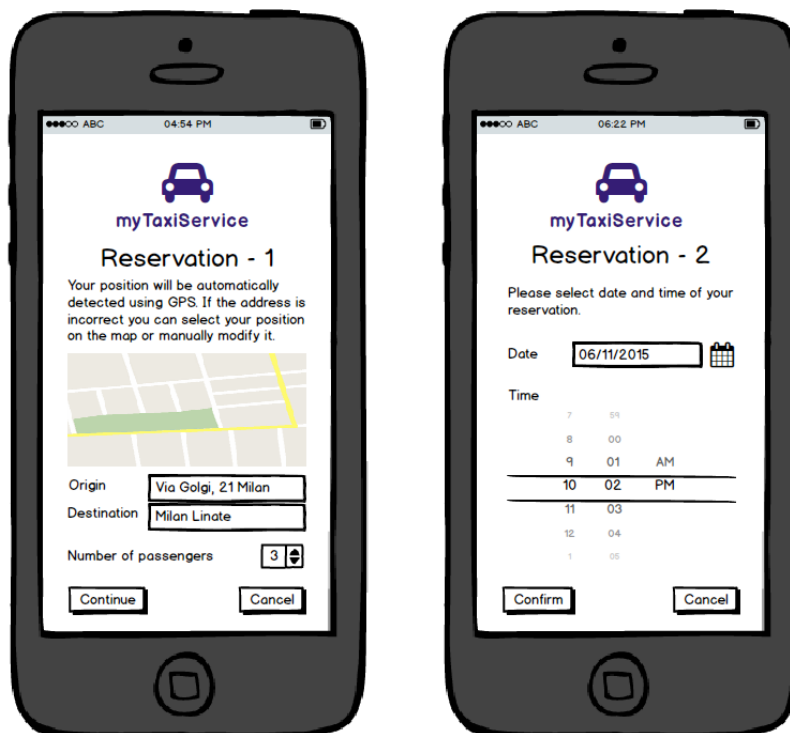 ABC 04:54 PM
myTaxiService
Reservation - 1
Your position will be automatically
detected using GPS. If the address is
incorrect you can select your position
on the map or manually modify it.
Origin Via Golgi, 21 Milan
Destination Milan Linate
Number of passengers 3
Continue Cancel
ABC 06:22 PM
myTaxiService
Reservation - 2
Please select date and time of your
reservation.
Date 06/11/2015
Time
7 59
8 00
9 01 AM
10 02 PM
11 03
12 04
1 05
Confirm Cancel